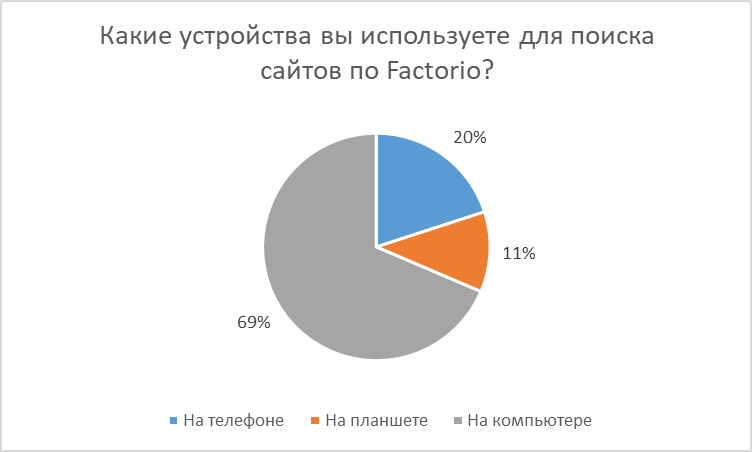 Какие устройства вы используете для поиска
сайтов по Factorio?
20%
11%
69%
На телефоне На планшете На компьютере